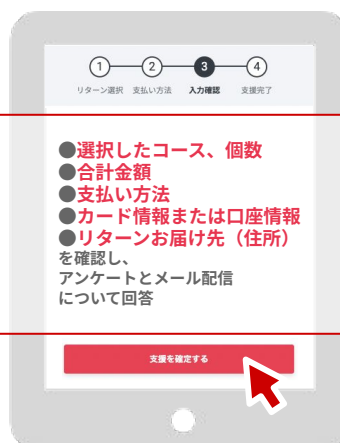 1 2 3 4
リターン選択 支払い方法 入力確認 支援完了
●選択したコース、個数
●合計金額
●支払い方法
●カード情報または口座情報
●リターンお届け先（住所）
を確認し、
アンケートとメール配信
について回答
支援を確定する